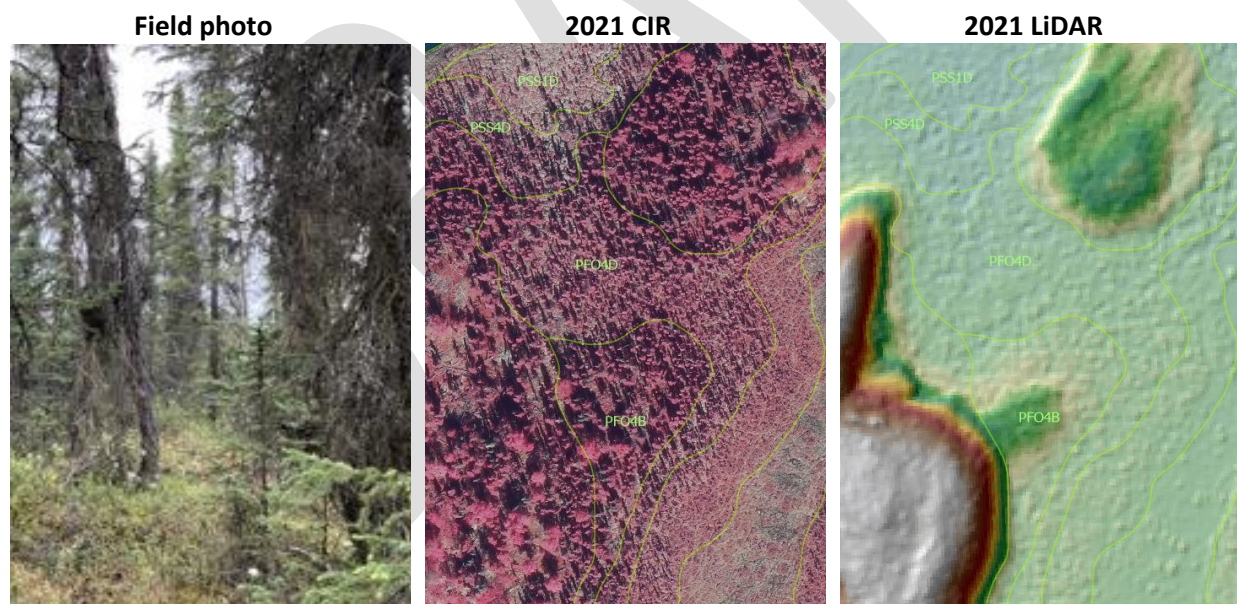 Field photo
2021 CIR
2021 LiDAR
PSS1D
PSS4D
PFO4D
PFO4B
PSS1D
PSS4D
PFO4D
PFO4B